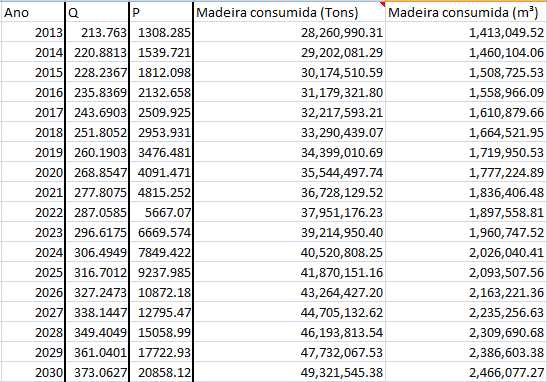 Ano Q P Madeira consumida (Tons) Madeira consumida (m³)
2013 213.763 1308.285 28,260,990.31 1,413,049.52
2014 220.8813 1539.721 29,202,081.29 1,460,104.06
2015 228.2367 1812.098 30,174,510.59 1,508,725.53
2016 235.8369 2132.658 31,179,321.80 1,558,966.09
2017 243.6903 2509.925 32,217,593.21 1,610,879.66
2018 251.8052 2953.931 33,290,439.07 1,664,521.95
2019 260.1903 3476.481 34,399,010.69 1,719,950.53
2020 268.8547 4091.471 35,544,497.74 1,777,224.89
2021 277.8075 4815.252 36,728,129.52 1,836,406.48
2022 287.0585 5667.07 37,951,176.23 1,897,558.81
2023 296.6175 6669.574 39,214,950.40 1,960,747.52
2024 306.4949 7849.422 40,520,808.25 2,026,040.41
2025 316.7012 9237.985 41,870,151.16 2,093,507.56
2026 327.2473 10872.18 43,264,427.20 2,163,221.36
2027 338.1447 12795.47 44,705,132.62 2,235,256.63
2028 349.4049 15058.99 46,193,813.54 2,309,690.68
2029 361.0401 17722.93 47,732,067.53 2,386,603.38
2030 373.0627 20858.12 49,321,545.38 2,466,077.27